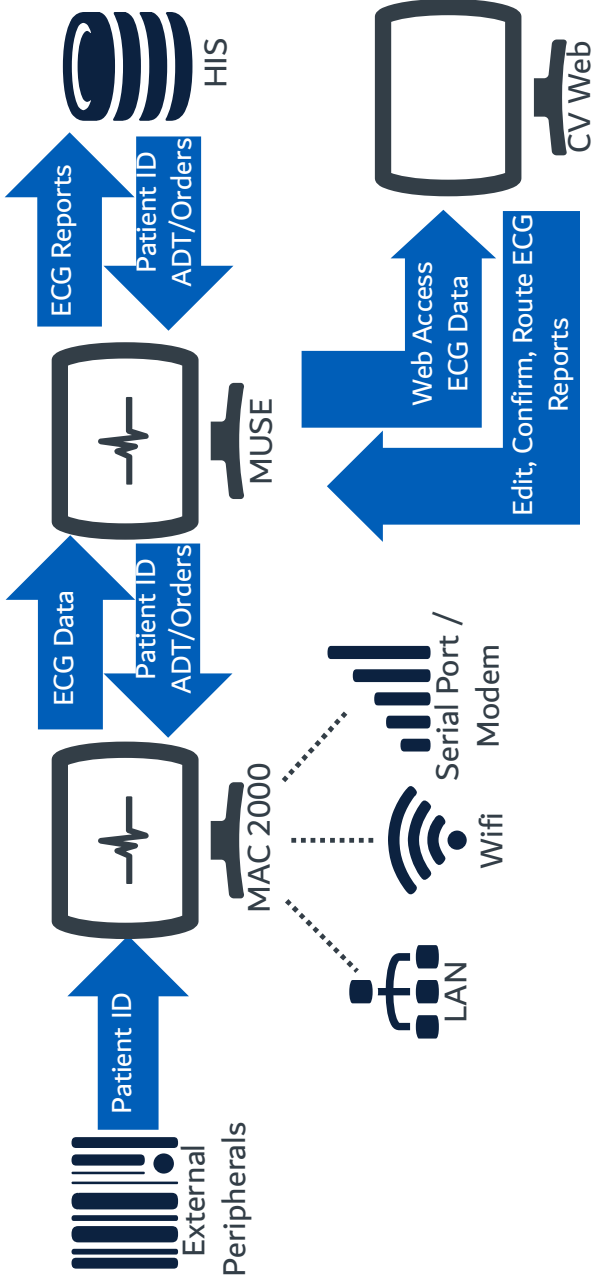 External
Peripherals
Patient ID
MAC 2000
ECG Data
Patient ID
ADT/Orders
MUSE
ECG Reports
Patient ID
ADT/Orders
HIS
LAN
Wifi
Serial Port /
Modem
Web Access
ECG Data
Edit, Confirm, Route ECG
Reports
CV Web